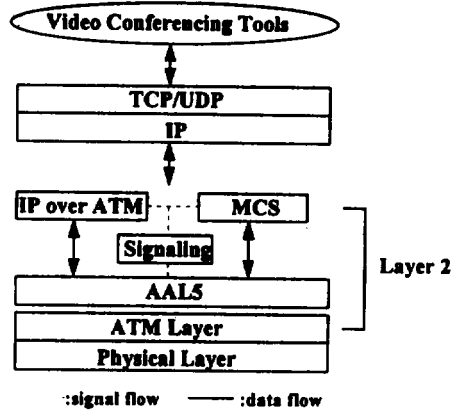 Video Conferencing Tools
TCP/UDP
IP
IP over ATM
MCS
Signaling
Layer 2
AAL5
ATM Layer
Physical Layer
:signal flow
:data flow